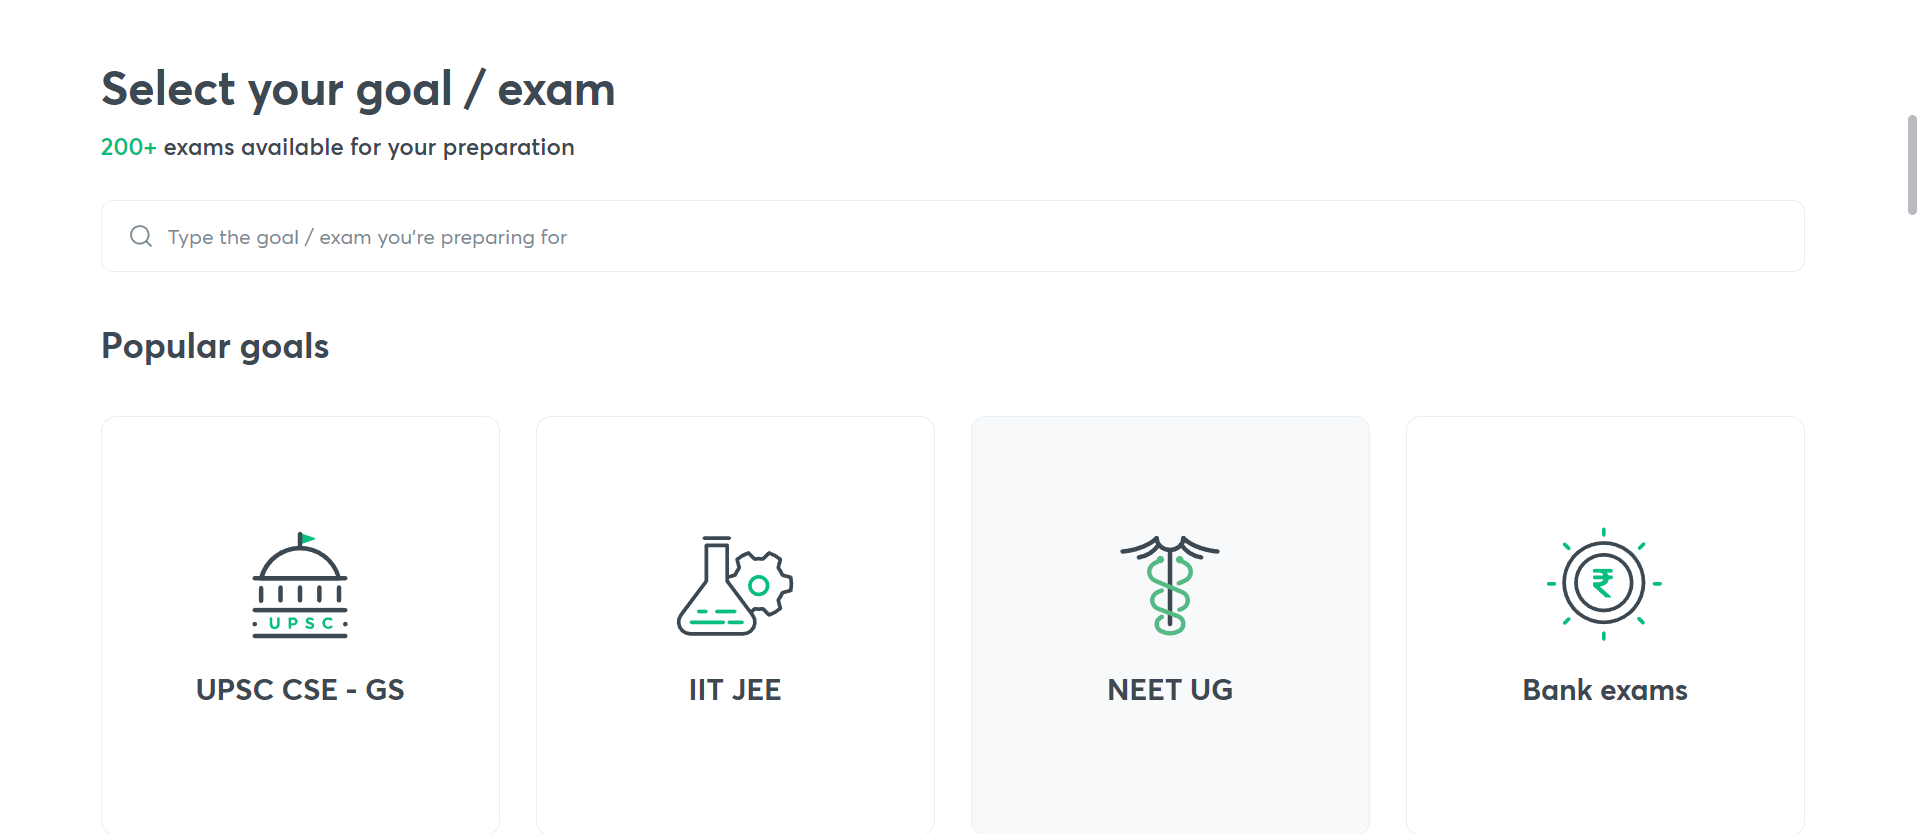 Select your goal / exam
200+ exams available for your preparation
Type the goal / exam you're preparing for
Popular goals
UPSC
₹
UPSC CSE - GS
IIT JEE
NEET UG
Bank exams